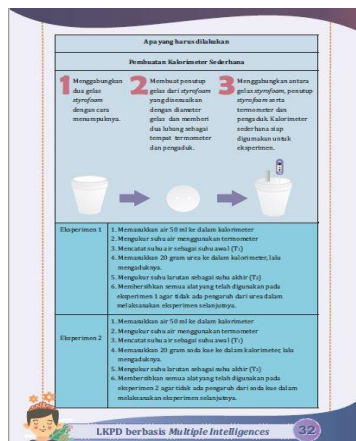 Apa yang harus dilakukan
Pembuatan Kalorimeter Sederhana
1 Menggabungkan
dua gelas
styrofoam
dengan cara
menumpuknya.
2 Membuat penutup
gelas dari styrofoam
yang disesuaikan
dengan diameter
gelas dan memberi
dua lubang sebagai
tempat termometer
dan pengaduk.
3 Menggabungkan antara
gelas styrofoam, penutup
styrofoam serta
termometer dan
pengaduk. Kalorimeter
sederhana siap
digunakan untuk
eksperimen.
Eksperimen 1
1. Memasukkan air 50 ml ke dalam kalorimeter
2. Mengukur suhu air menggunakan termometer
3. Mencatat suhu air sebagai suhu awal (T₁)
4. Memasukkan 20 gram urea ke dalam kalorimeter, lalu
mengaduknya.
5. Mengukur suhu larutan sebagai suhu akhir (T₂)
6. Membersihkan semua alat yang telah digunakan pada
eksperimen 1 agar tidak ada pengaruh dari urea dalam
melaksanakan eksperimen selanjutnya.
Eksperimen 2
1. Memasukkan air 50 ml ke dalam kalorimeter
2. Mengukur suhu air menggunakan termometer
3. Mencatat suhu air sebagai suhu awal (T₁)
4. Memasukkan 20 gram soda kue ke dalam kalorimeter, lalu
mengaduknya.
5. Mengukur suhu larutan sebagai suhu akhir (T₂)
6. Membersihkan semua alat yang telah digunakan pada
eksperimen 2 agar tidak ada pengaruh dari soda kue dalam
melaksanakan eksperimen selanjutnya.
LKPD berbasis Multiple Intelligences 32